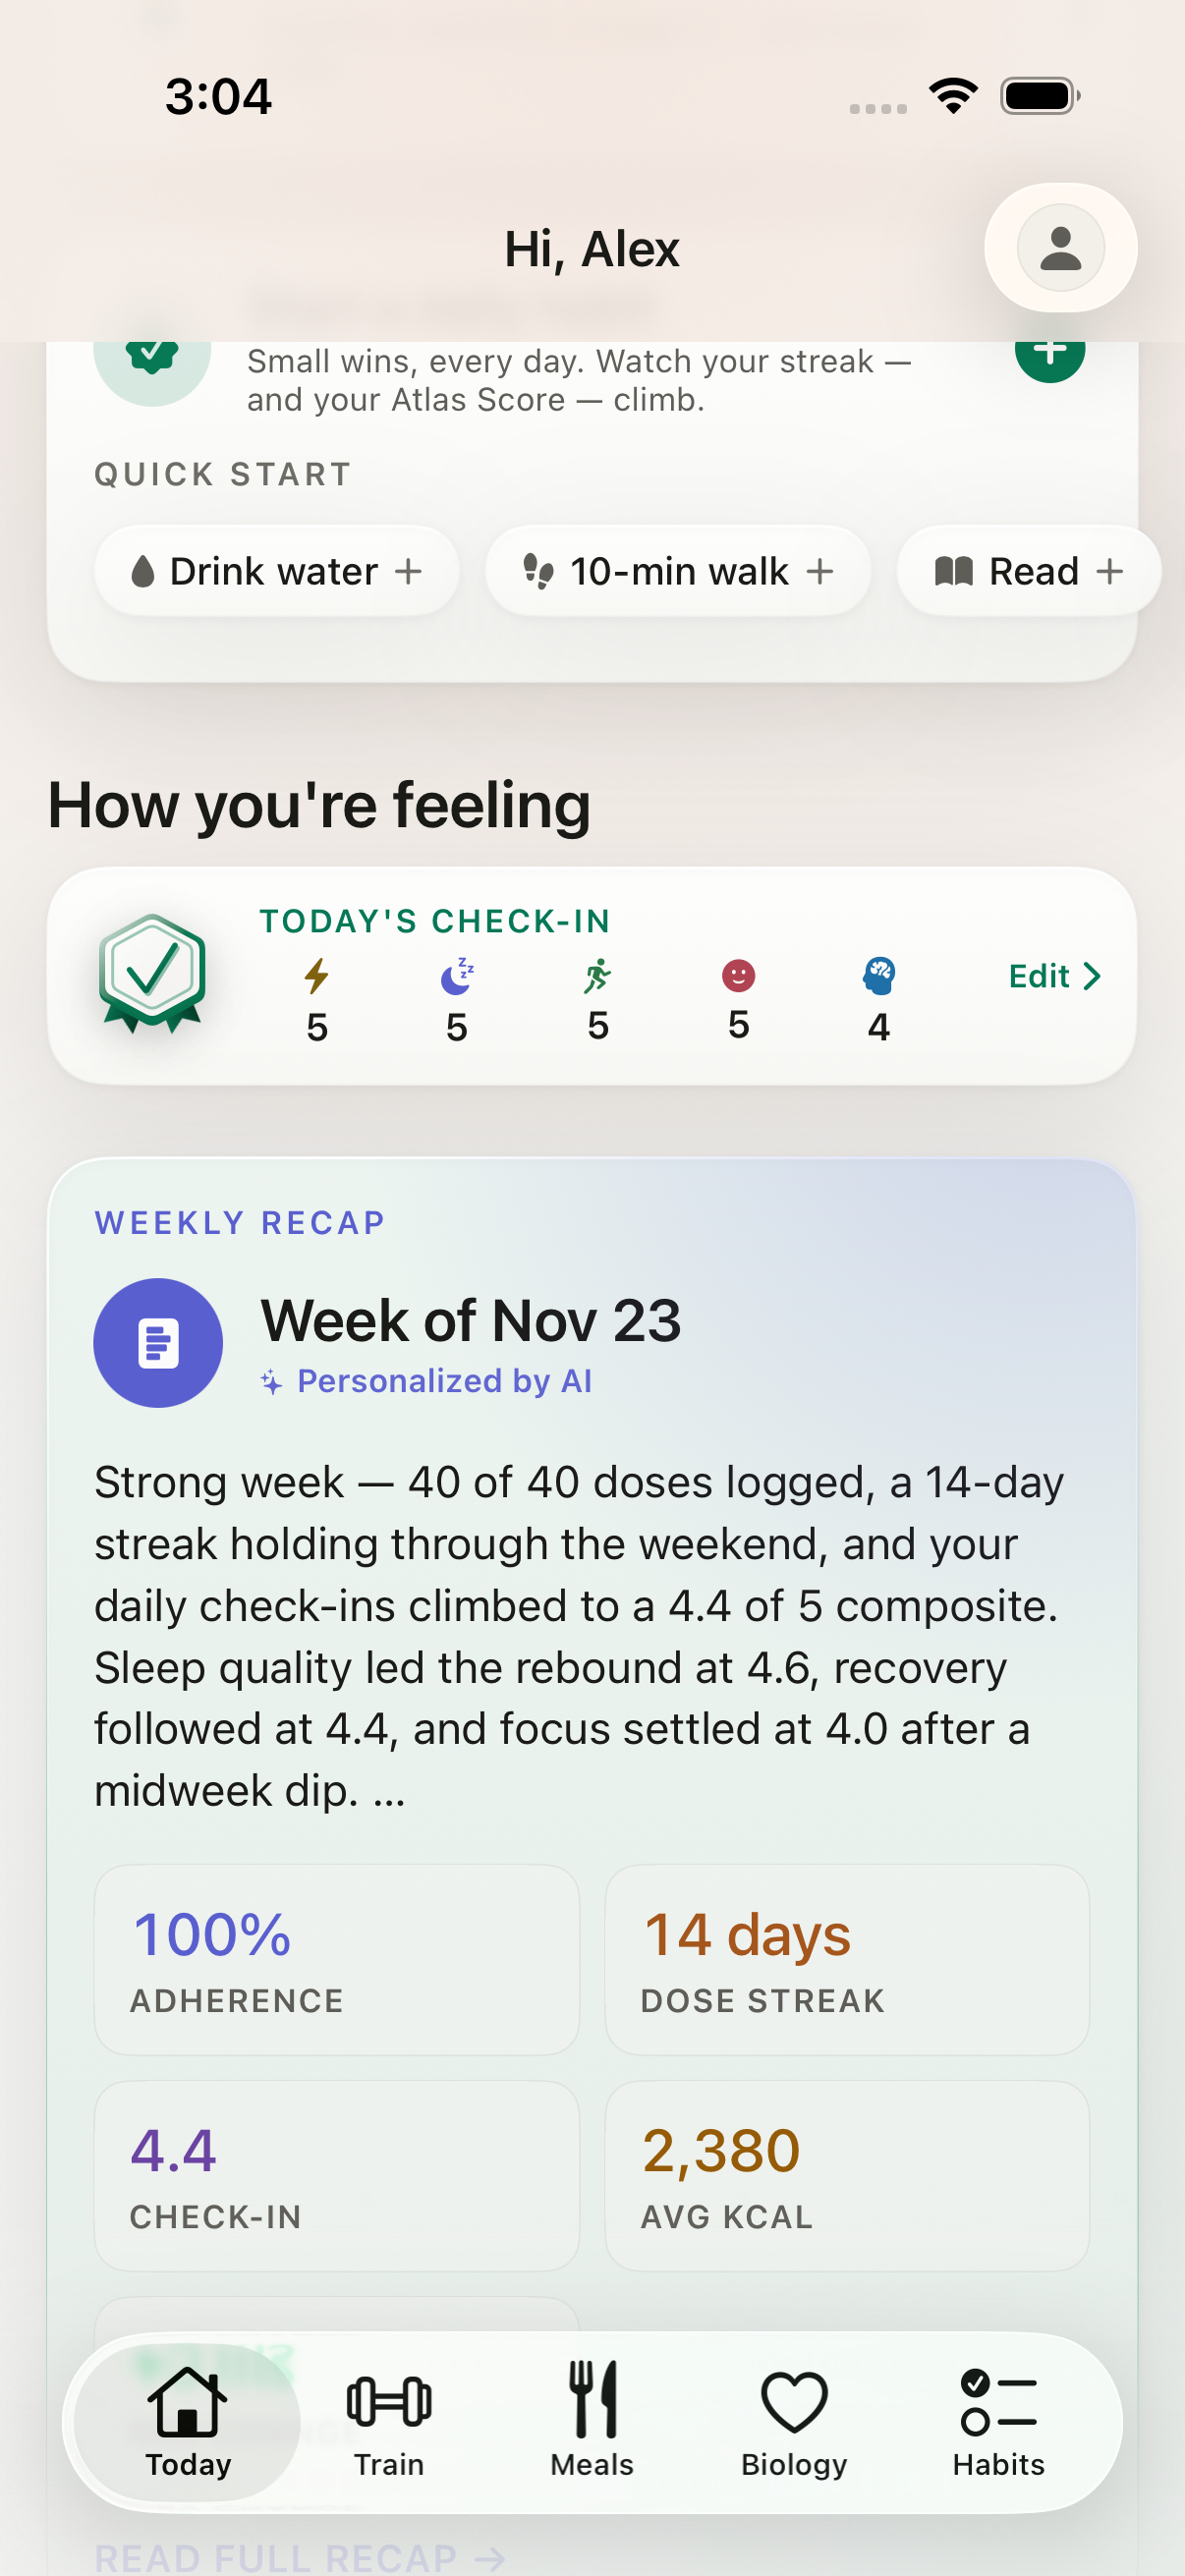 3:04
Hi, Alex
Small wins, every day. Watch your streak —
and your Atlas Score — climb.
QUICK START
Drink water +
10-min walk +
Read +
How you're feeling
TODAY'S CHECK-IN
5 5 5 5 4
Edit
WEEKLY RECAP
Week of Nov 23
Personalized by AI
Strong week — 40 of 40 doses logged, a 14-day
streak holding through the weekend, and your
daily check-ins climbed to a 4.4 of 5 composite.
Sleep quality led the rebound at 4.6, recovery
followed at 4.4, and focus settled at 4.0 after a
midweek dip. ...
100%
ADHERENCE
14 days
DOSE STREAK
4.4
CHECK-IN
2,380
AVG KCAL
Today
Train
Meals
Biology
Habits
READ FULL RECAP →